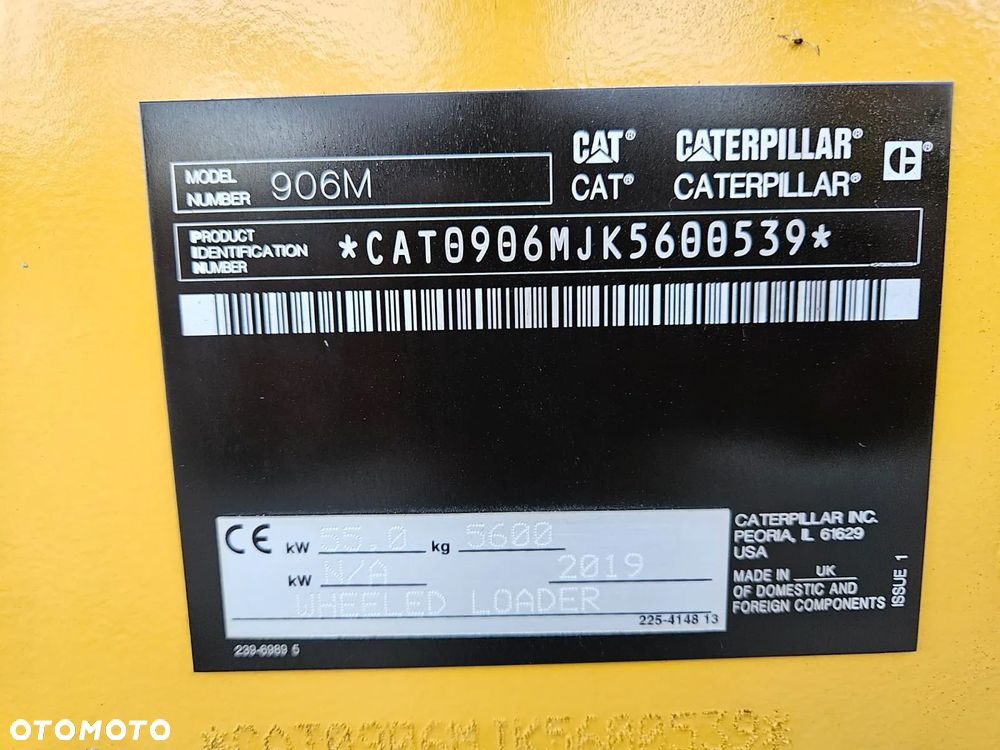 CAT® CATERPILLAR®
CAT® CATERPILLAR®
MODEL NUMBER 906M
PRODUCT IDENTIFICATION NUMBER *CAT0906MJK5600539*
CE kW 55.0 kg 5600
kW N/A 2019
WHEELED LOADER
225-4148 13
CATERPILLAR INC.
PEORIA, IL 61629
USA
MADE IN UK
OF DOMESTIC AND
FOREIGN COMPONENTS
ISSUE 1
239-6989 5
*CAT0906MJK5600539*
OTOMOTO